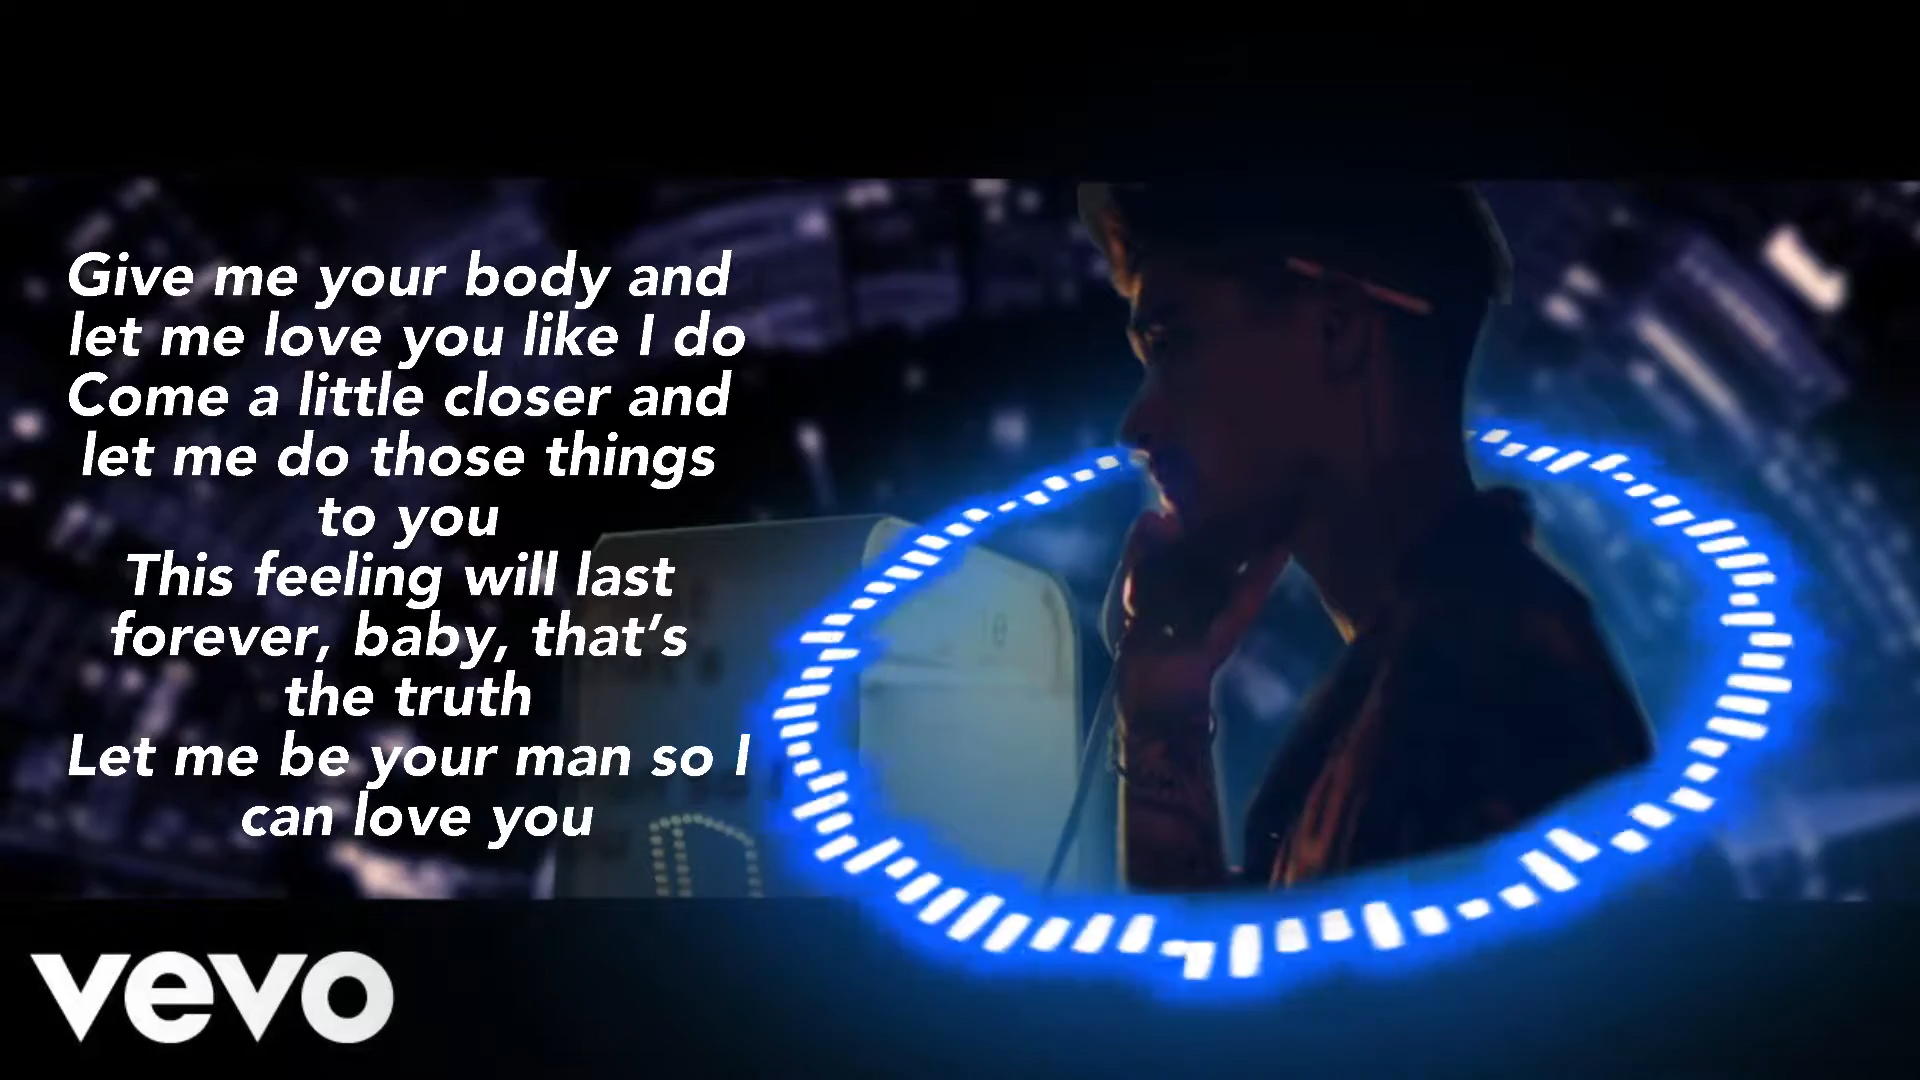 Give me your body and
let me love you like I do
Come a little closer and
let me do those things
to you
This feeling will last
forever, baby, that's
the truth
Let me be your man so I
can love you
vevo